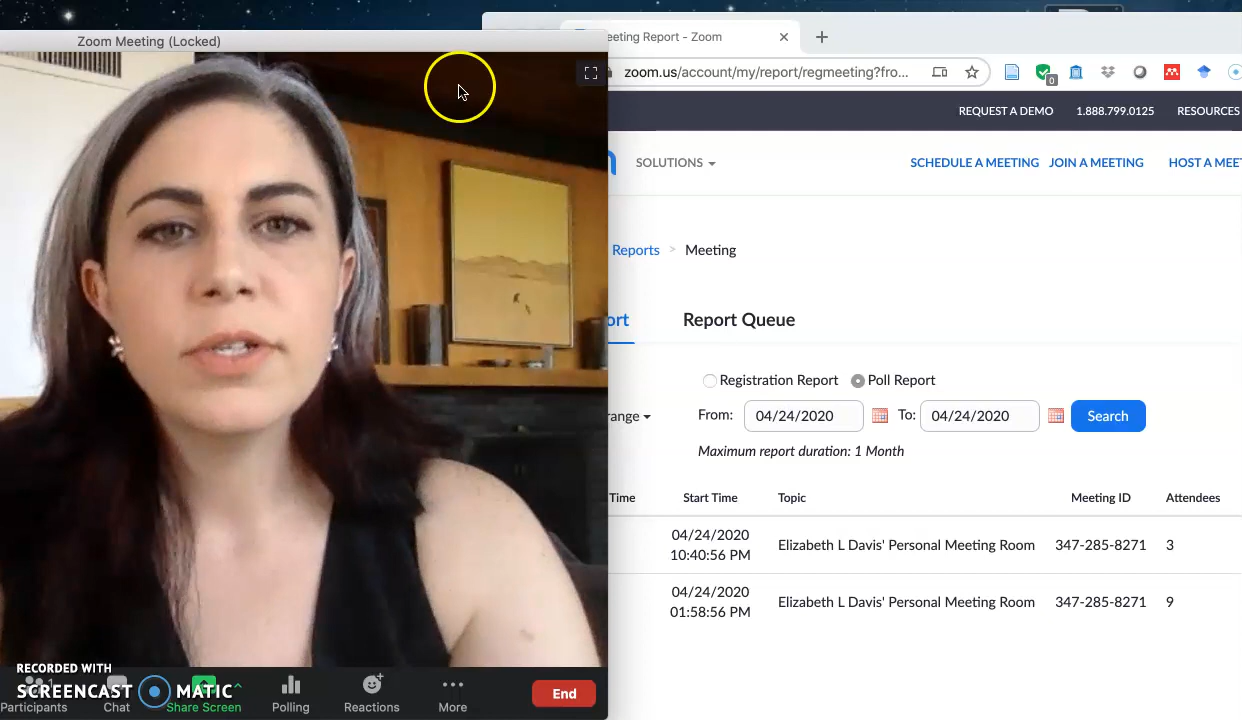 Zoom Meeting (Locked)
eeting Report - Zoom
zoom.us/account/my/report/regmeeting?fro...
0
REQUEST A DEMO 1.888.799.0125 RESOURCES
SOLUTIONS
SCHEDULE A MEETING JOIN A MEETING HOST A MEET
Reports > Meeting
ort Report Queue
Registration Report Poll Report
range From: 04/24/2020 To: 04/24/2020 Search
Maximum report duration: 1 Month
Time Start Time Topic Meeting ID Attendees
04/24/2020
10:40:56 PM Elizabeth L Davis' Personal Meeting Room 347-285-8271 3
04/24/2020
01:58:56 PM Elizabeth L Davis' Personal Meeting Room 347-285-8271 9
RECORDED WITH
SCREENCAST MATIC
1
Participants Chat Share Screen Polling Reactions More End